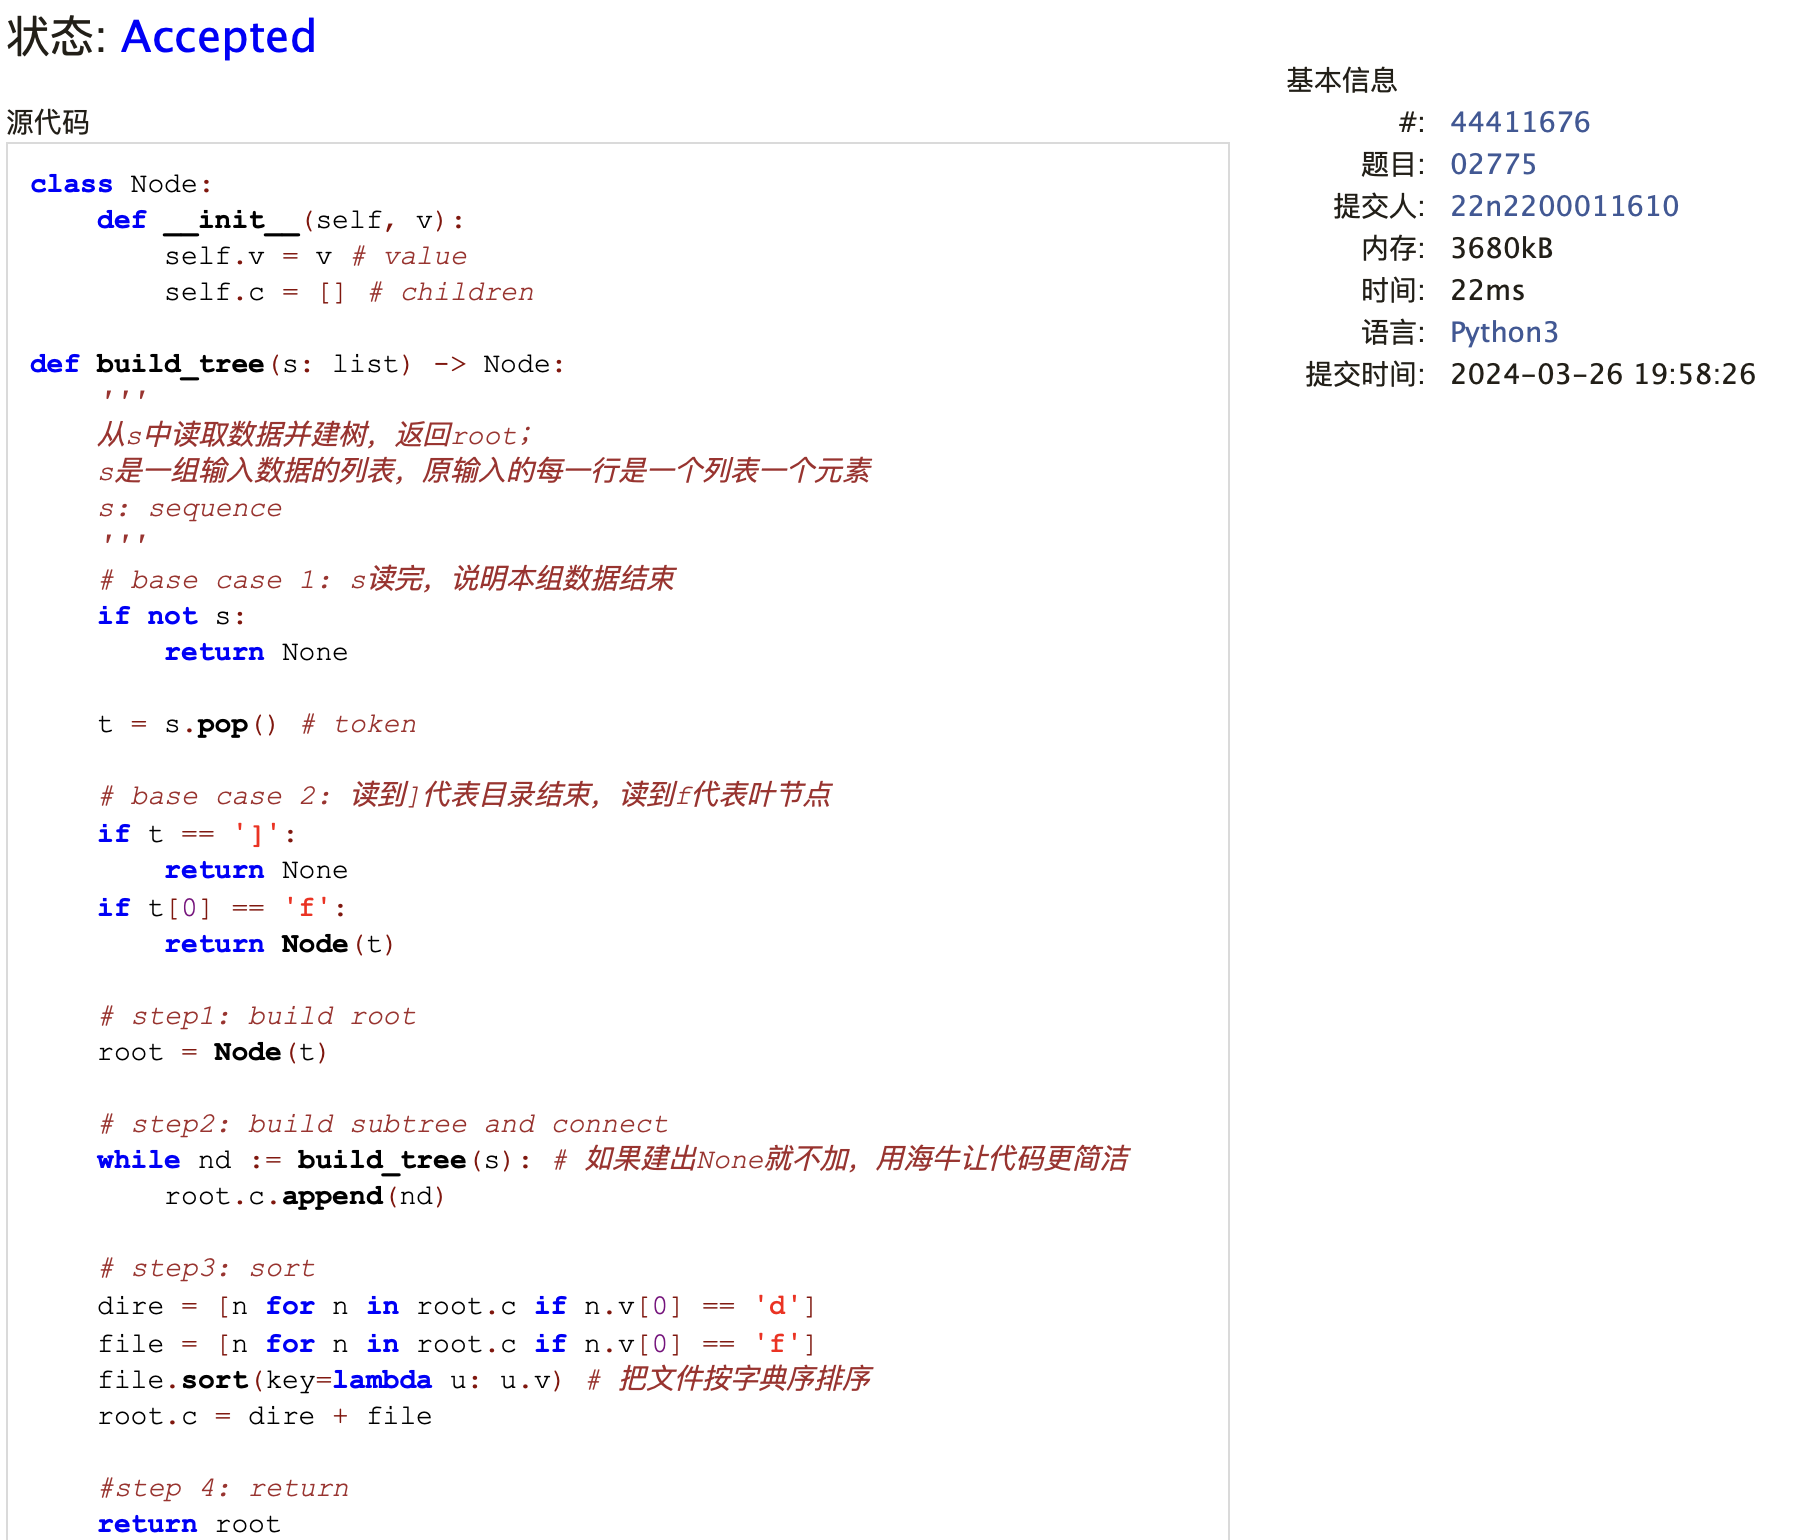 状态: Accepted
源代码
class Node:
    def __init__(self, v):
        self.v = v # value
        self.c = [] # children

def build_tree(s: list) -> Node:
    '''
    从s中读取数据并建树，返回root；
    s是一组输入数据的列表，原输入的每一行是一个列表一个元素
    s: sequence
    '''
    # base case 1: s读完，说明本组数据结束
    if not s:
        return None

    t = s.pop() # token

    # base case 2: 读到]代表目录结束，读到f代表叶节点
    if t == ']':
        return None
    if t[0] == 'f':
        return Node(t)

    # step1: build root
    root = Node(t)

    # step2: build subtree and connect
    while nd := build_tree(s): # 如果建出None就不加，用海牛让代码更简洁
        root.c.append(nd)

    # step3: sort
    dire = [n for n in root.c if n.v[0] == 'd']
    file = [n for n in root.c if n.v[0] == 'f']
    file.sort(key=lambda u: u.v) # 把文件按字典序排序
    root.c = dire + file

    #step 4: return
    return root
基本信息
#: 44411676
题目: 02775
提交人: 22n2200011610
内存: 3680kB
时间: 22ms
语言: Python3
提交时间: 2024-03-26 19:58:26